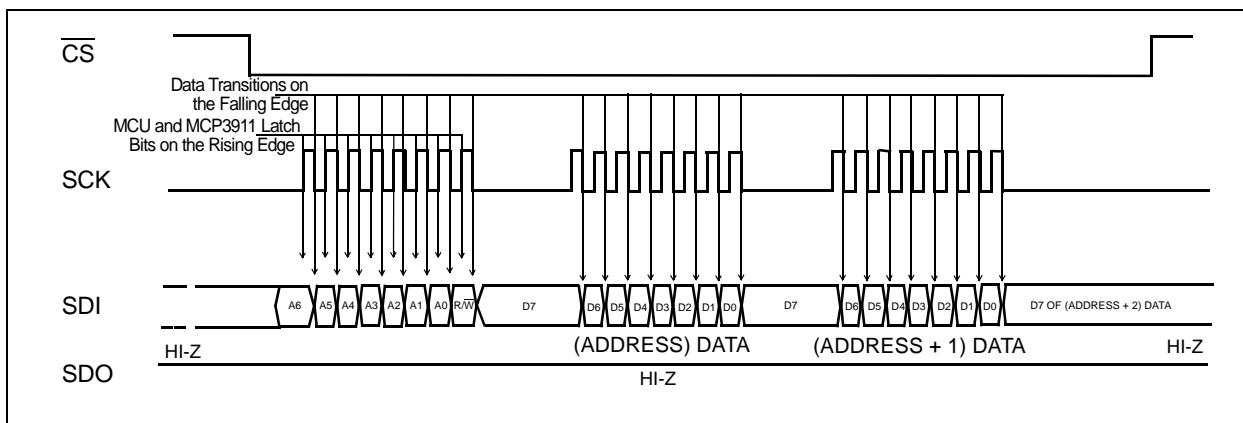 CS
Data Transitions on
the Falling Edge
MCU and MCP3911 Latch
Bits on the Rising Edge
SCK
SDI
A6 A5 A4 A3 A2 A1 A0 R/W D7 D6 D5 D4 D3 D2 D1 D0 D7 D6 D5 D4 D3 D2 D1 D0 D7 OF (ADDRESS + 2) DATA
HI-Z (ADDRESS) DATA (ADDRESS + 1) DATA HI-Z
SDO
HI-Z